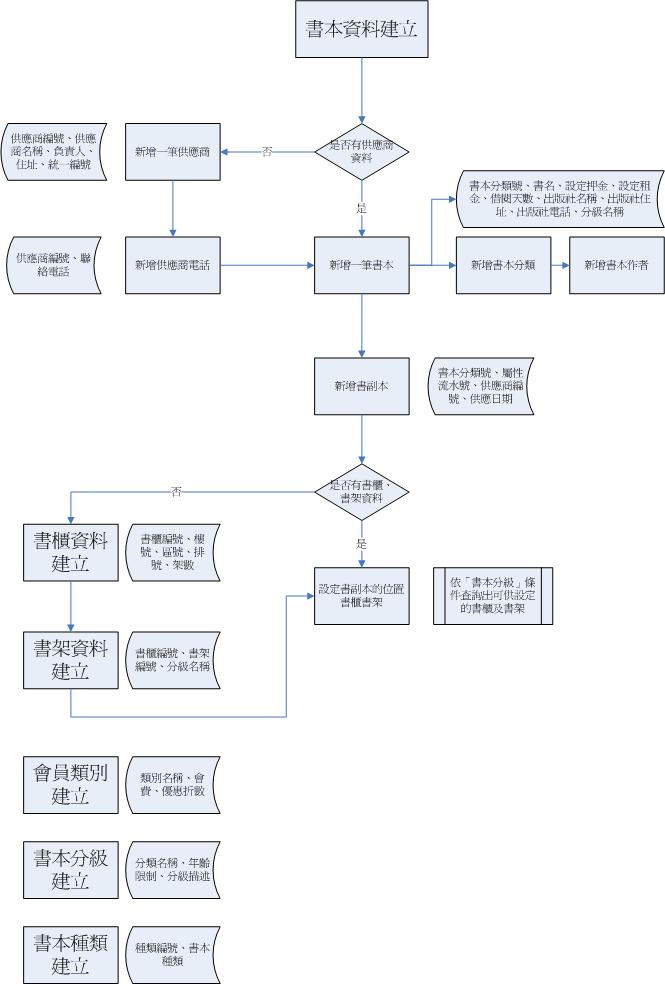 書本資料建立
供應商編號、供應
商名稱、負責人、
住址、統一編號
新增一筆供應商
否
是否有供應商
資料
是
書本分類號、書名、設定押金、設定租
金、借閱天數、出版社名稱、出版社住
址、出版社電話、分級名稱
供應商編號、聯
絡電話
新增供應商電話
新增一筆書本
新增書本分類
新增書本作者
新增書副本
書本分類號、屬性
流水號、供應商編
號、供應日期
是否有書櫃、
書架資料
否
是
書櫃資料
建立
書櫃編號、樓
號、區號、排
號、架數
設定書副本的位置
書櫃書架
依「書本分級」條
件查詢出可供設定
的書櫃及書架
書架資料
建立
書櫃編號、書架
編號、分級名稱
會員類別
建立
類別名稱、會
費、優惠折數
書本分級
建立
分類名稱、年齡
限制、分級描述
書本種類
建立
種類編號、書本
種類